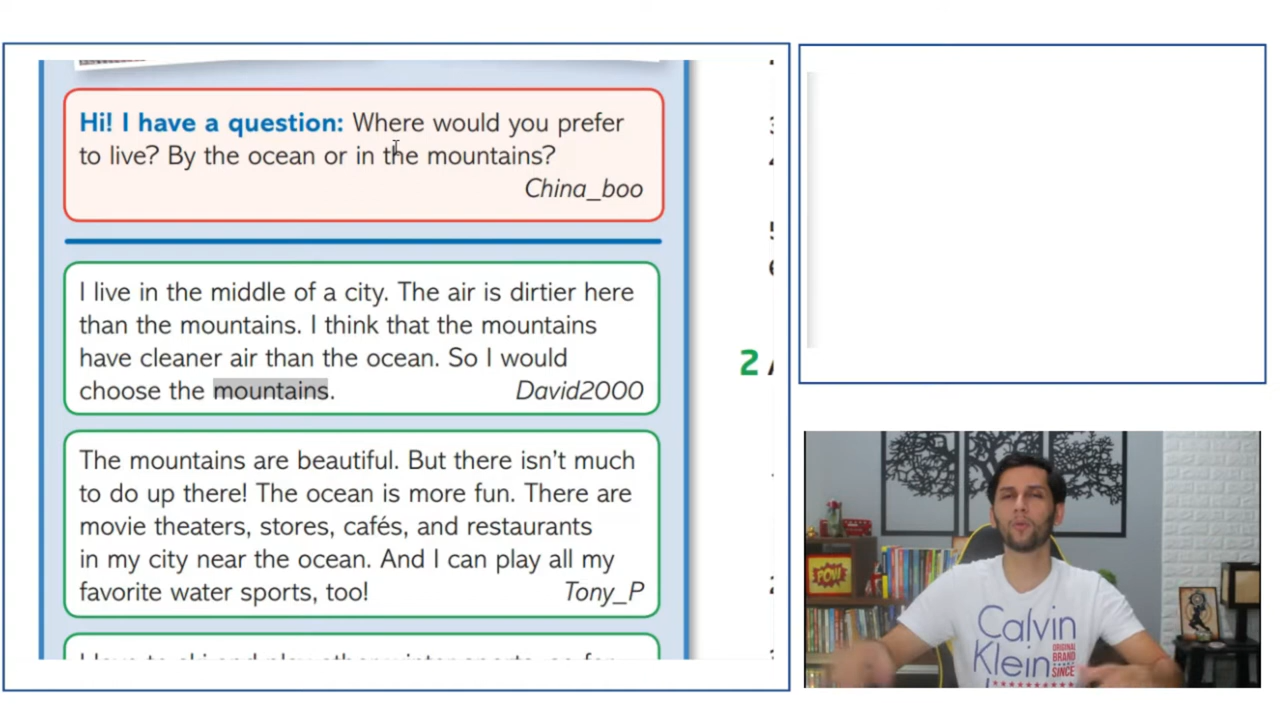 Hi! I have a question: Where would you prefer
to live? By the ocean or in the mountains?
China_boo
I live in the middle of a city. The air is dirtier here
than the mountains. I think that the mountains
have cleaner air than the ocean. So I would
choose the mountains.
David2000
The mountains are beautiful. But there isn't much
to do up there! The ocean is more fun. There are
movie theaters, stores, cafés, and restaurants
in my city near the ocean. And I can play all my
favorite water sports, too!
Tony_P
2
POW
Calvin
Klein
ORIGINAL
BRAND
SINCE